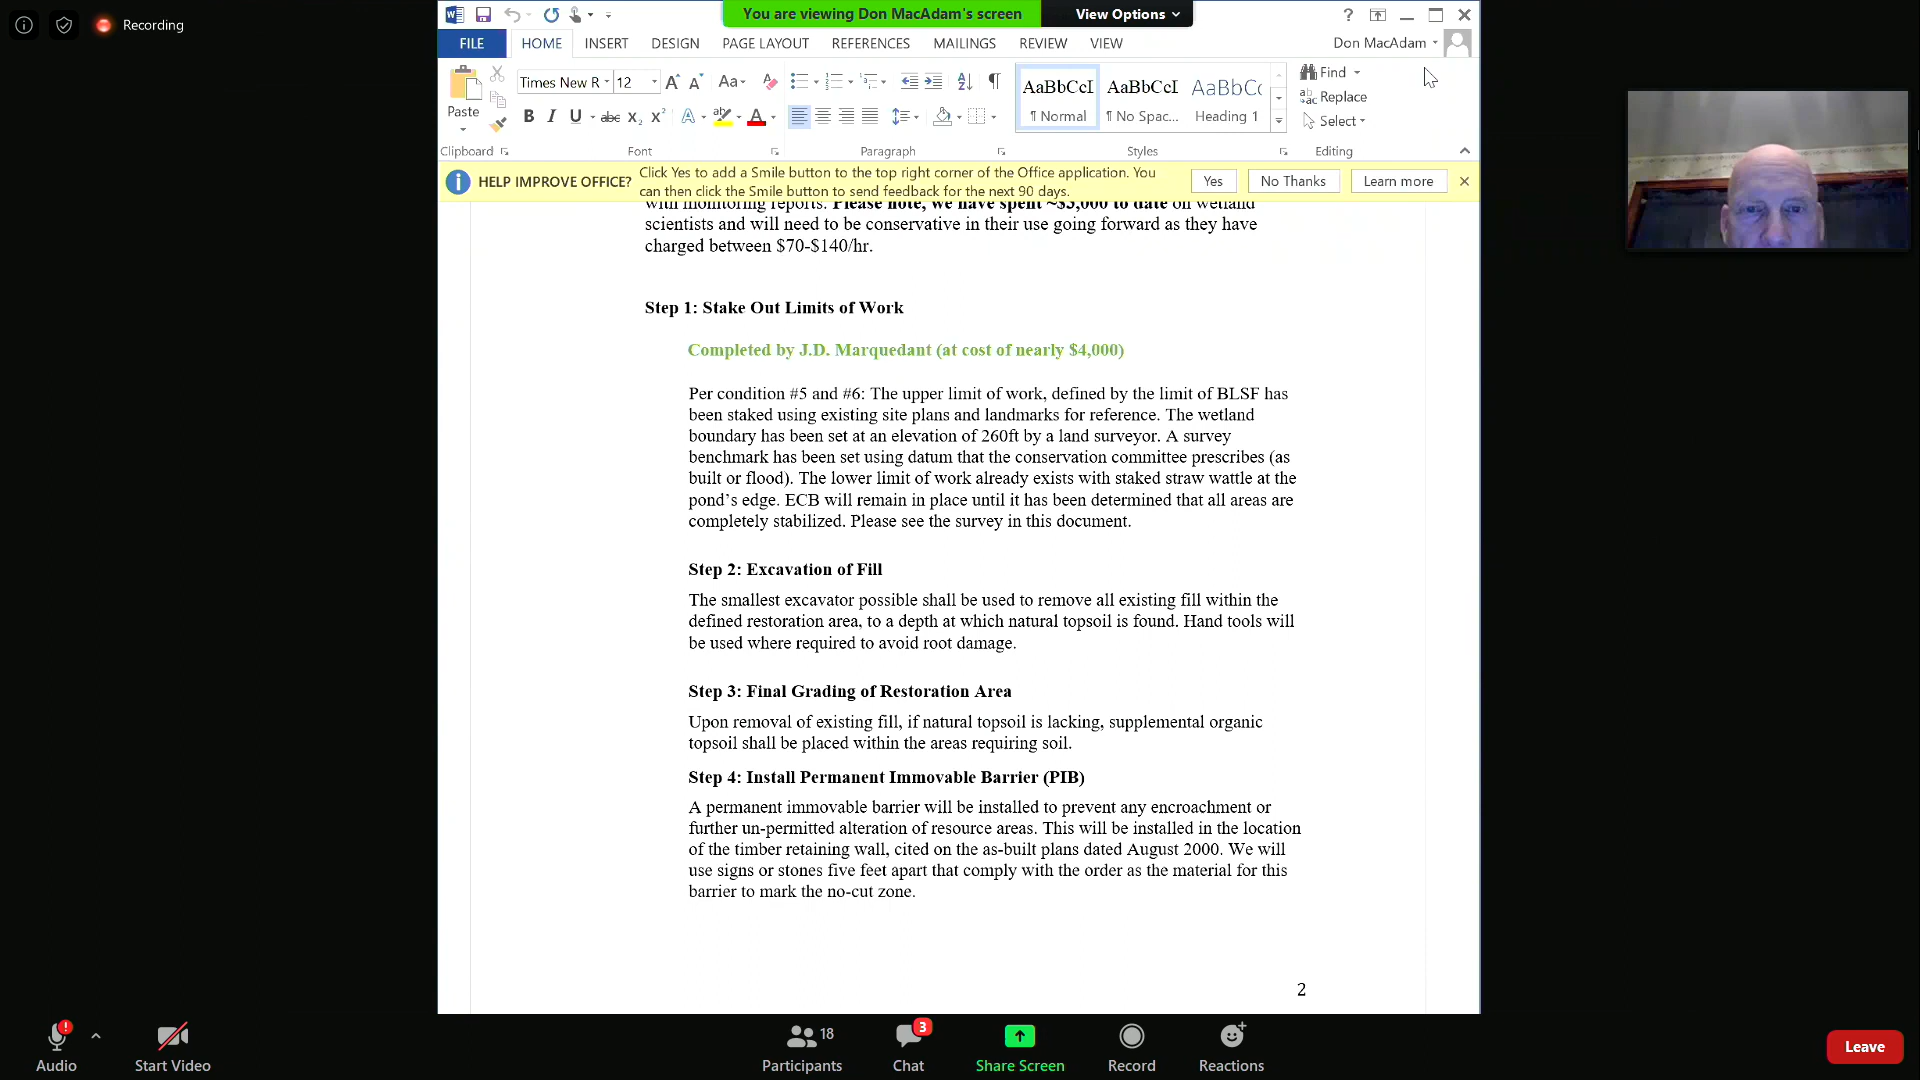 Recording
You are viewing Don MacAdam's screen
View Options
FILE
HOME
INSERT
DESIGN
PAGE LAYOUT
REFERENCES
MAILINGS
REVIEW
VIEW
Don MacAdam
Paste
Times New R
12
Aa
AaBbCcI
AaBbCcI
AaBbCc
¶ Normal
¶ No Spac...
Heading 1
Find
Replace
Select
Clipboard
Font
Paragraph
Styles
Editing
HELP IMPROVE OFFICE?
Click Yes to add a Smile button to the top right corner of the Office application. You
can then click the Smile button to send feedback for the next 90 days.
Yes
No Thanks
Learn more
with monitoring reports. Please note, we have spent ~$5,000 to date on wetland
scientists and will need to be conservative in their use going forward as they have
charged between $70-$140/hr.
Step 1: Stake Out Limits of Work
Completed by J.D. Marquedant (at cost of nearly $4,000)
Per condition #5 and #6: The upper limit of work, defined by the limit of BLSF has
been staked using existing site plans and landmarks for reference. The wetland
boundary has been set at an elevation of 260ft by a land surveyor. A survey
benchmark has been set using datum that the conservation committee prescribes (as
built or flood). The lower limit of work already exists with staked straw wattle at the
pond's edge. ECB will remain in place until it has been determined that all areas are
completely stabilized. Please see the survey in this document.
Step 2: Excavation of Fill
The smallest excavator possible shall be used to remove all existing fill within the
defined restoration area, to a depth at which natural topsoil is found. Hand tools will
be used where required to avoid root damage.
Step 3: Final Grading of Restoration Area
Upon removal of existing fill, if natural topsoil is lacking, supplemental organic
topsoil shall be placed within the areas requiring soil.
Step 4: Install Permanent Immovable Barrier (PIB)
A permanent immovable barrier will be installed to prevent any encroachment or
further un-permitted alteration of resource areas. This will be installed in the location
of the timber retaining wall, cited on the as-built plans dated August 2000. We will
use signs or stones five feet apart that comply with the order as the material for this
barrier to mark the no-cut zone.
2
Audio
Start Video
Participants
18
Chat
3
Share Screen
Record
Reactions
Leave